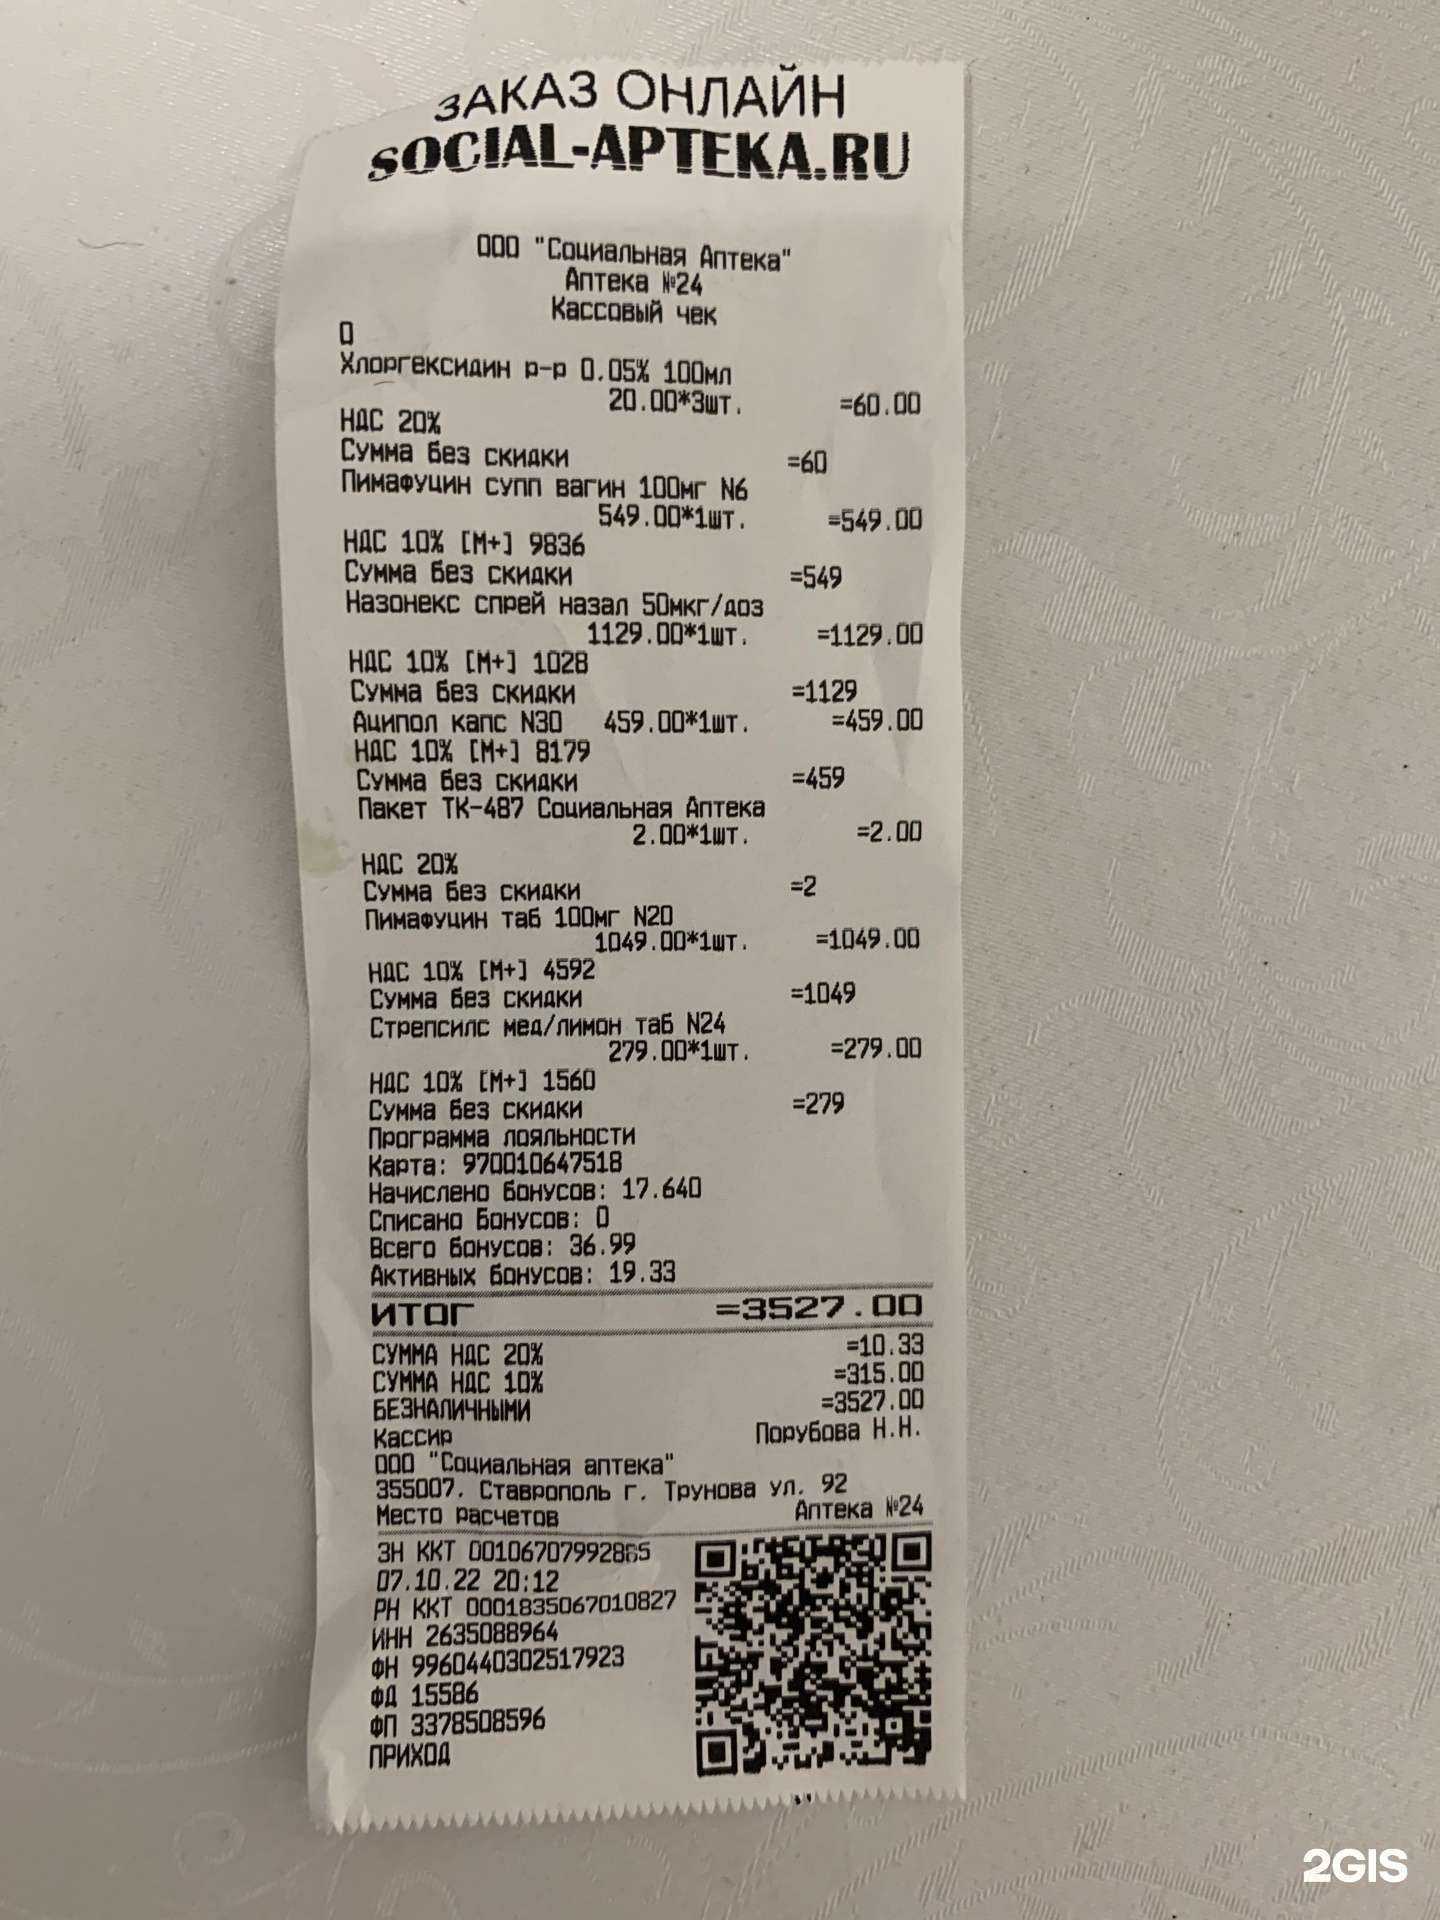 ЗАКАЗ ОНЛАЙН
SOCIAL-APTEKA.RU
ООО "Социальная Аптека"
Аптека №24
Кассовый чек
0
Хлоргексидин р-р 0.05% 100мл
20.00*3шт. =60.00
НДС 20%
Сумма без скидки =60
Пимафуцин супп вагин 100мг N6
549.00*1шт. =549.00
НДС 10% [М+] 9836
Сумма без скидки =549
Назонекс спрей назал 50мкг/доз
1129.00*1шт. =1129.00
НДС 10% [М+] 1028
Сумма без скидки =1129
Аципол капс N30 459.00*1шт. =459.00
НДС 10% [М+] 8179
Сумма без скидки =459
Пакет ТК-487 Социальная Аптека
2.00*1шт. =2.00
НДС 20%
Сумма без скидки =2
Пимафуцин таб 100мг N20
1049.00*1шт. =1049.00
НДС 10% [М+] 4592
Сумма без скидки =1049
Стрепсилс мед/лимон таб N24
279.00*1шт. =279.00
НДС 10% [М+] 1560
Сумма без скидки =279
Программа лояльности
Карта: 970010647518
Начислено бонусов: 17.640
Списано Бонусов: 0
Всего бонусов: 36.99
Активных бонусов: 19.33
ИТОГ =3527.00
СУММА НДС 20% =10.33
СУММА НДС 10% =315.00
БЕЗНАЛИЧНЫМИ =3527.00
Кассир Порубова Н.Н.
ООО "Социальная аптека"
355007, Ставрополь г, Трунова ул, 92
Место расчетов Аптека №24
ЗН ККТ 00106707992865
07.10.22 20:12
РН ККТ 0001835067010827
ИНН 2635088964
ФН 9960440302517923
ФД 15586
ФП 3378508596
ПРИХОД
2GIS